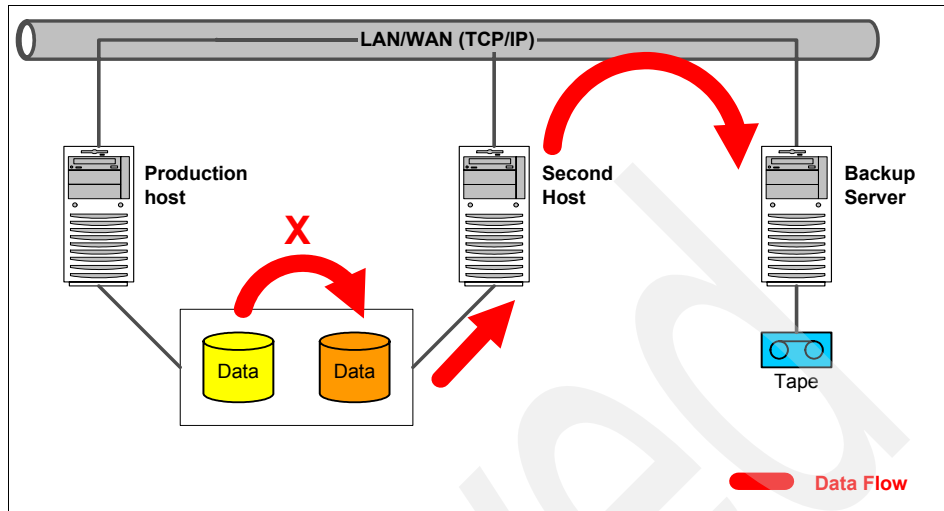 LAN/WAN (TCP/IP)
Production
host
Second
Host
Backup
Server
X
Data
Data
Tape
Data Flow